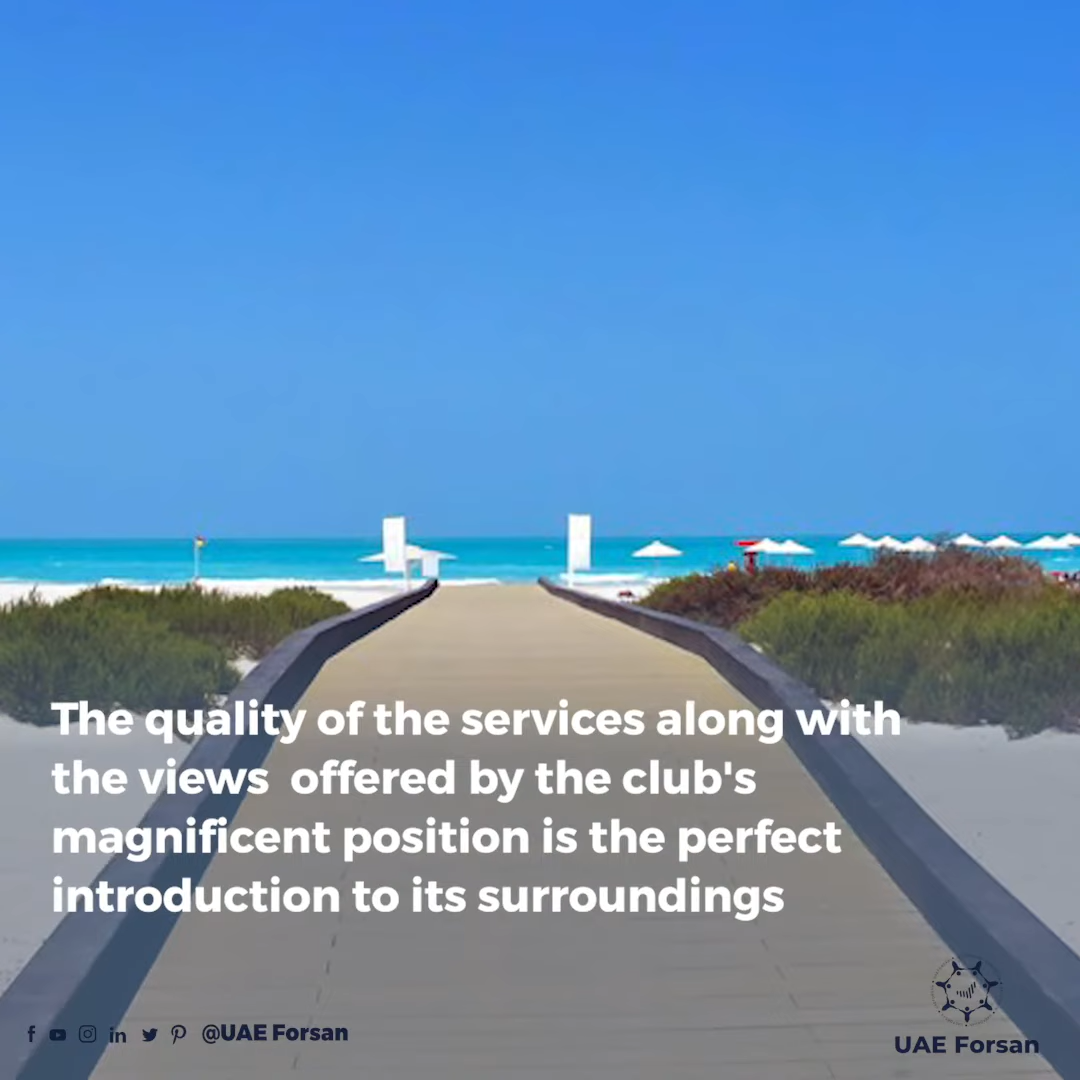 The quality of the services along with
the views  offered by the club's
magnificent position is the perfect
introduction to its surroundings
@UAE Forsan
UAE Forsan